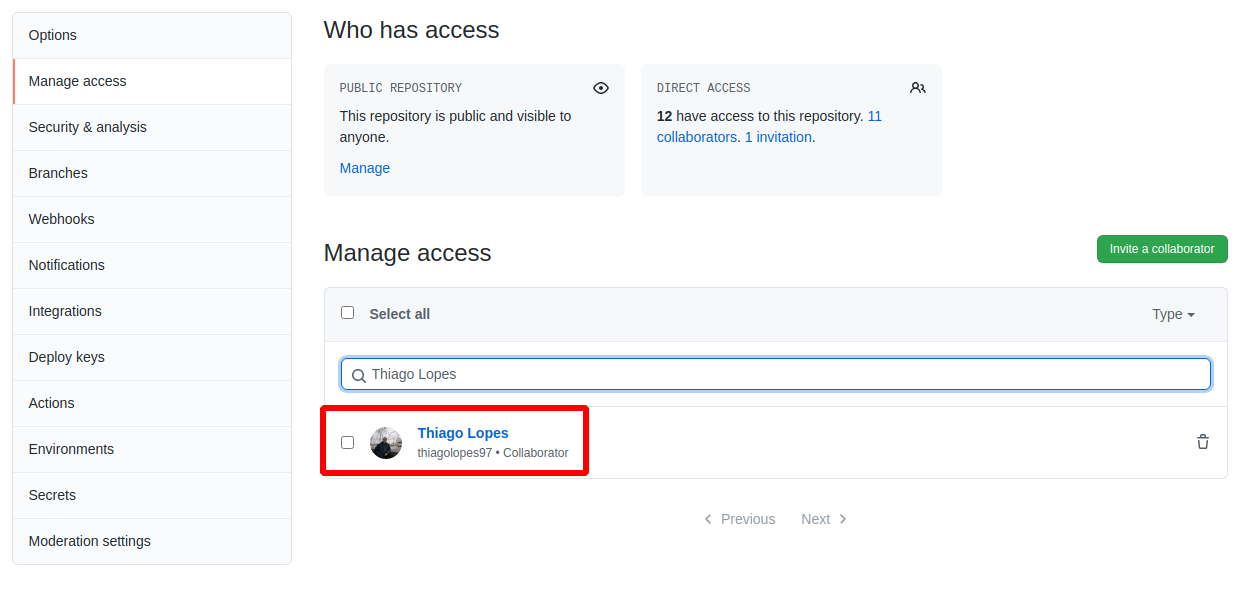 Options
Manage access
Security & analysis
Branches
Webhooks
Notifications
Integrations
Deploy keys
Actions
Environments
Secrets
Moderation settings
Who has access
PUBLIC REPOSITORY
This repository is public and visible to
anyone.
Manage
DIRECT ACCESS
12 have access to this repository. 11
collaborators. 1 invitation.
Manage access
Invite a collaborator
Select all
Type
Thiago Lopes
Thiago Lopes
thiagolopes97 • Collaborator
Previous Next